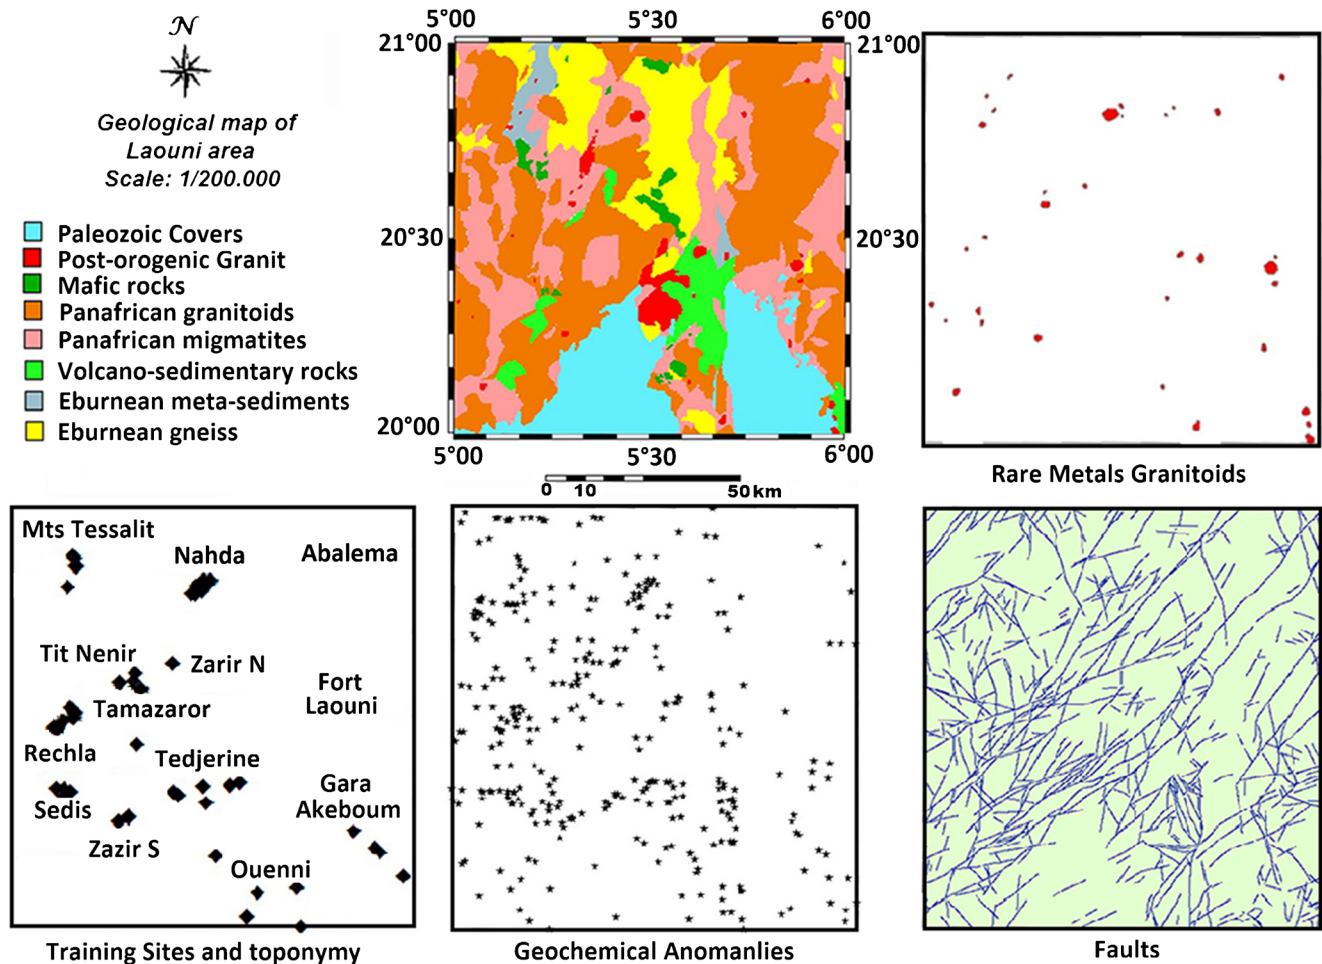 N
Geological map of
Laouni area
Scale: 1/200.000
Paleozoic Covers
Post-orogenic Granit
Mafic rocks
Panafrican granitoids
Panafrican migmatites
Volcano-sedimentary rocks
Eburnean meta-sediments
Eburnean gneiss
5°00 5°30 6°00
21°00 21°00
20°30 20°30
20°00
5°00 5°30 6°00
0 10 50 km
Rare Metals Granitoids
Mts Tessalit
Nahda
Abalema
Tit Nenir
Zarir N
Fort
Laouni
Tamazaror
Rechla
Tedjerine
Gara
Akeboum
Sedis
Zazir S
Ouenni
Training Sites and toponymy
Geochemical Anomanlies
Faults